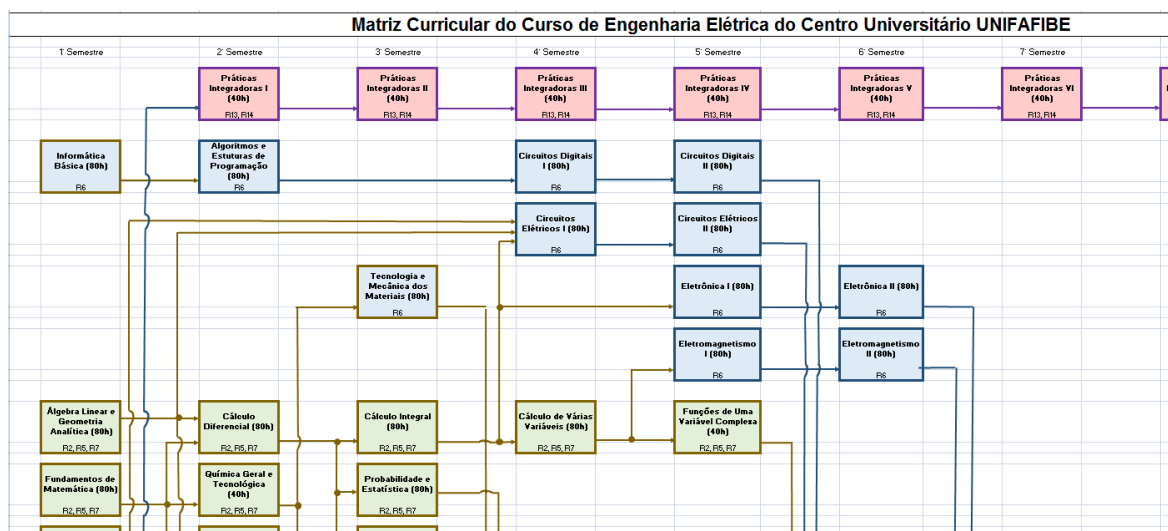 Matriz Curricular do Curso de Engenharia Elétrica do Centro Universitário UNIFAFIBE
1º Semestre
2º Semestre
3º Semestre
4º Semestre
5º Semestre
6º Semestre
7º Semestre
Práticas
Integradoras I
(40h)
R13, R14
Práticas
Integradoras II
(40h)
R13, R14
Práticas
Integradoras III
(40h)
R13, R14
Práticas
Integradoras IV
(40h)
R13, R14
Práticas
Integradoras V
(40h)
R13, R14
Práticas
Integradoras VI
(40h)
R13, R14
Informática
Básica (80h)
R6
Algoritmos e
Estuturas de
Programação
(80h)
R6
Circuitos Digitais
I (80h)
R6
Circuitos Digitais
II (80h)
R6
Circuitos
Elétricos I (80h)
R6
Circuitos Elétricos
II (80h)
R6
Tecnologia e
Mecânica dos
Materiais (80h)
R6
Eletrônica I (80h)
R6
Eletrônica II (80h)
R6
Eletromagnetismo
I (80h)
R6
Eletromagnetismo
II (80h)
R6
Álgebra Linear e
Geometria
Analítica (80h)
R2, R5, R7
Cálculo
Diferencial (80h)
R2, R5, R7
Cálculo Integral
(80h)
R2, R5, R7
Cálculo de Várias
Variáveis (80h)
R2, R5, R7
Funções de Uma
Variável Complexa
(40h)
R2, R5, R7
Fundamentos de
Matemática (80h)
R2, R5, R7
Química Geral e
Tecnológica
(40h)
R2, R5, R7
Probabilidade e
Estatística (80h)
R2, R5, R7